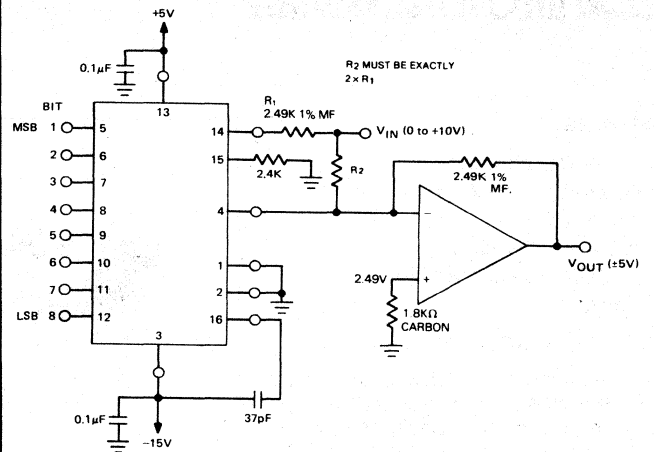 +5V
0.1µF
R2 MUST BE EXACTLY
2 x R1
BIT
13
R1
2.49K 1% MF
MSB 1 5
14
VIN (0 to +10V)
2 6
15
2.4K
R2
2.49K 1%
MF.
3 7
4 8
4
−
5 9
VOUT (±5V)
6 10
1
2.49V
+
7 11
2
1.8KΩ
CARBON
LSB 8 12
16
3
0.1µF
37pF
−15V